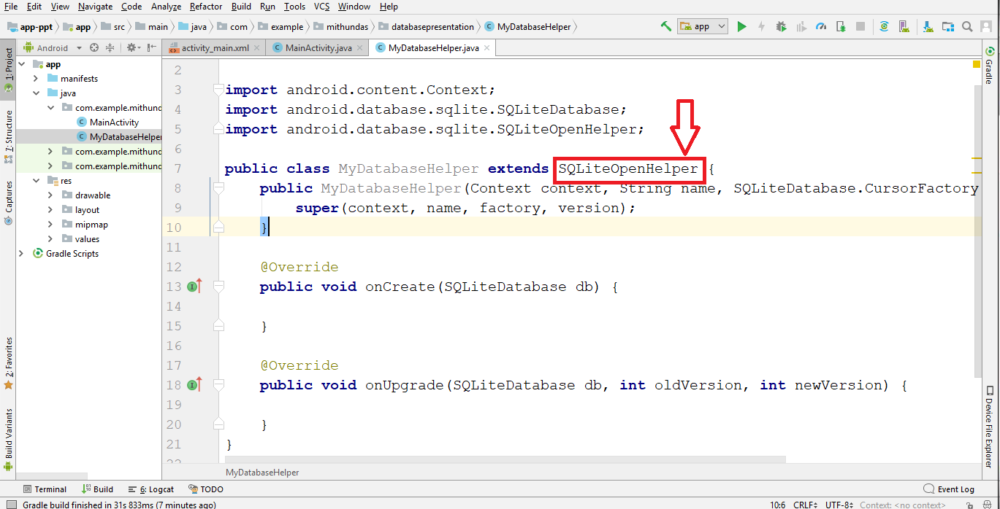 File Edit View Navigate Code Analyze Refactor Build Run Tools VCS Window Help
app-ppt app src main java com example mithundas databasepresentation MyDatabaseHelper app
Android activity_main.xml MainActivity.java MyDatabaseHelper.java
1: Project
7: Structure
Captures
2: Favorites
Build Variants
app
manifests
java
com.example.mithund
MainActivity
MyDatabaseHelper
com.example.mithund
com.example.mithund
res
drawable
layout
mipmap
values
Gradle Scripts
2
3 import android.content.Context;
4 import android.database.sqlite.SQLiteDatabase;
5 import android.database.sqlite.SQLiteOpenHelper;
6
7 public class MyDatabaseHelper extends SQLiteOpenHelper {
8 public MyDatabaseHelper(Context context, String name, SQLiteDatabase.CursorFactory
9 super(context, name, factory, version);
10 }
11
12 @Override
13 public void onCreate(SQLiteDatabase db) {
14
15 }
16
17 @Override
18 public void onUpgrade(SQLiteDatabase db, int oldVersion, int newVersion) {
19
20 }
21 }
22
MyDatabaseHelper
Gradle
Device File Explorer
Terminal Build 6: Logcat TODO Event Log
Gradle build finished in 31s 833ms (7 minutes ago) 10:6 CRLF UTF-8 Context: <no context>